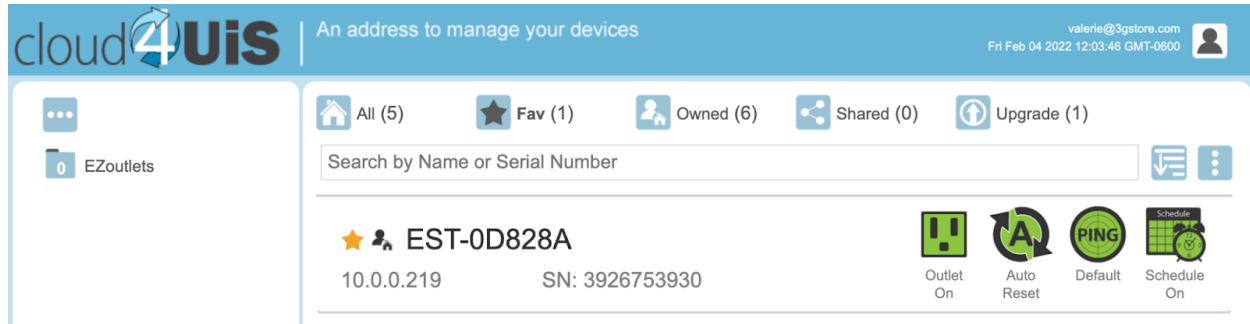 cloud4UiS
An address to manage your devices
valerie@3gstore.com
Fri Feb 04 2022 12:03:46 GMT-0600
All (5)
Fav (1)
Owned (6)
Shared (0)
Upgrade (1)
0 EZoutlets
Search by Name or Serial Number
EST-0D828A
10.0.0.219
SN: 3926753930
Outlet
On
A
Auto
Reset
PING
Default
Schedule
Schedule
On